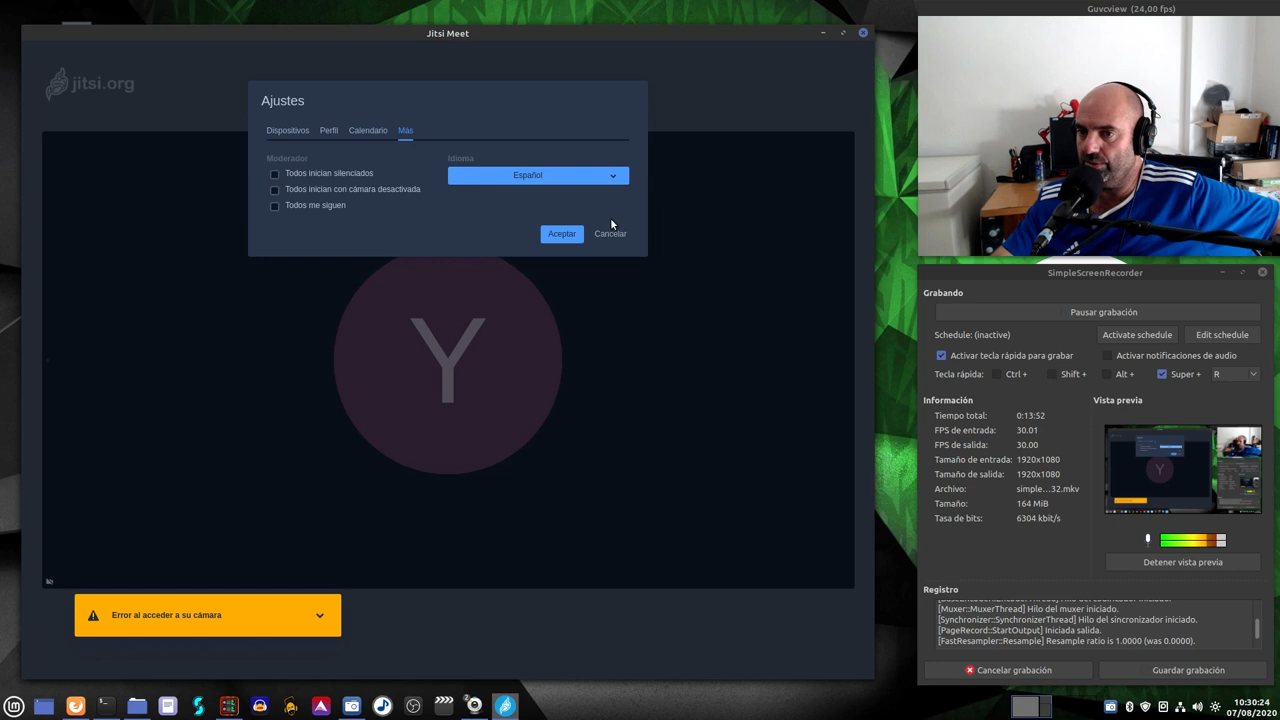 Jitsi Meet
jitsi.org
Ajustes
Dispositivos Perfil Calendario Más
Moderador
Todos inician silenciados
Todos inician con cámara desactivada
Todos me siguen
Idioma
Español
Aceptar Cancelar
Y
Error al acceder a su cámara
Guvcview (24,00 fps)
SimpleScreenRecorder
Grabando
Pausar grabación
Schedule: (inactive) Activate schedule Edit schedule
Activar tecla rápida para grabar Activar notificaciones de audio
Tecla rápida: Ctrl + Shift + Alt + Super + R
Información
Tiempo total: 0:13:52
FPS de entrada: 30.01
FPS de salida: 30.00
Tamaño de entrada: 1920x1080
Tamaño de salida: 1920x1080
Archivo: simple…32.mkv
Tamaño: 164 MiB
Tasa de bits: 6304 kbit/s
Vista previa
Detener vista previa
Registro
[Muxer::MuxerThread] Hilo del muxer iniciado.
[Synchronizer::SynchronizerThread] Hilo del sincronizador iniciado.
[PageRecord::StartOutput] Iniciada salida.
[FastResampler::Resample] Resample ratio is 1.0000 (was 0.0000).
Cancelar grabación Guardar grabación
10:30:24
07/08/2020